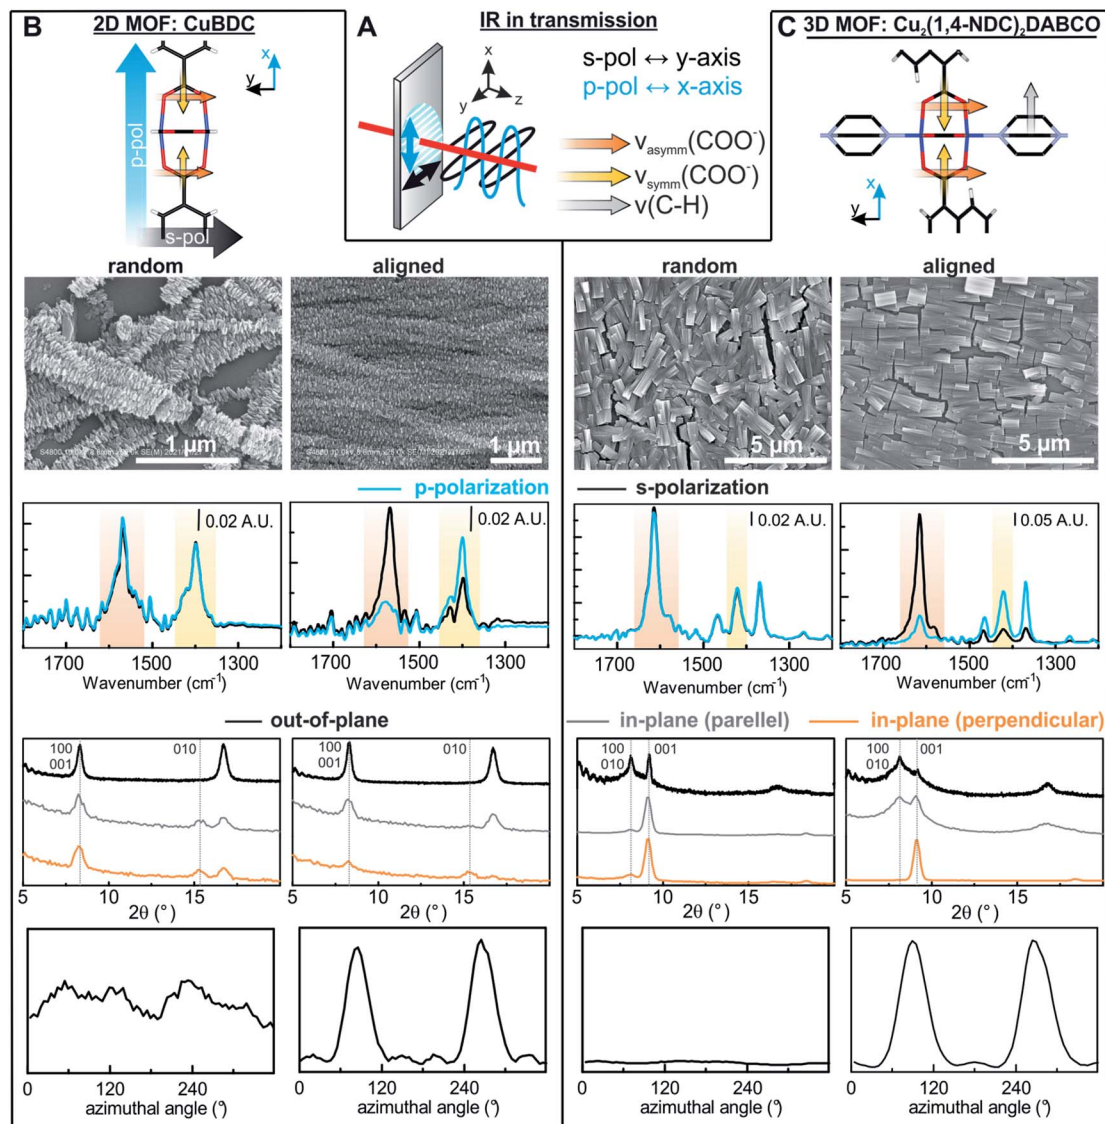 B
2D MOF: CuBDC
p-pol
s-pol
x
y
A
IR in transmission
x
y
z
s-pol ↔ y-axis
p-pol ↔ x-axis
νasymm(COO⁻)
νsymm(COO⁻)
ν(C-H)
C
3D MOF: Cu₂(1,4-NDC)₂DABCO
x
y
random
aligned
random
aligned
1 µm
1 µm
5 µm
5 µm
p-polarization
s-polarization
0.02 A.U.
0.02 A.U.
0.02 A.U.
0.05 A.U.
1700 1500 1300
1700 1500 1300
1700 1500 1300
1700 1500 1300
Wavenumber (cm⁻¹)
Wavenumber (cm⁻¹)
Wavenumber (cm⁻¹)
Wavenumber (cm⁻¹)
out-of-plane
in-plane (parellel)
in-plane (perpendicular)
100
001
010
100
001
010
100
010
001
100
010
001
5 10 15
5 10 15
5 10 15
5 10 15
2θ (°)
2θ (°)
2θ (°)
2θ (°)
0 120 240
0 120 240
0 120 240
0 120 240
azimuthal angle (°)
azimuthal angle (°)
azimuthal angle (°)
azimuthal angle (°)